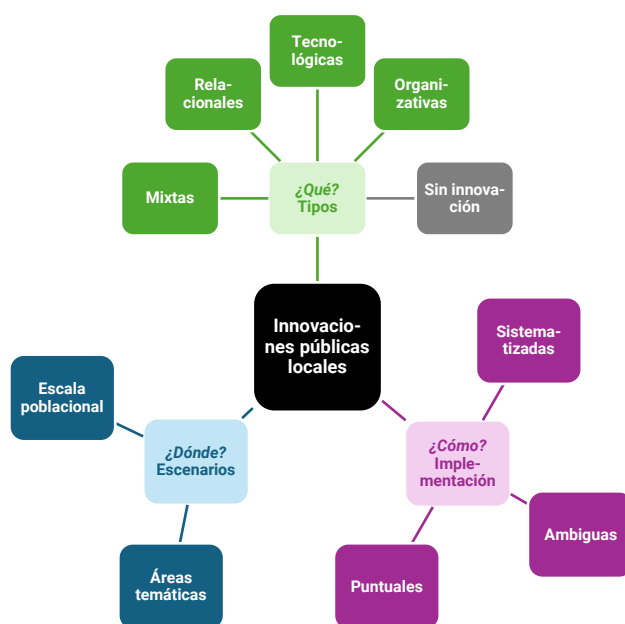 Tecno-
lógicas
Rela-
cionales
Organi-
zativas
Mixtas
¿Qué?
Tipos
Sin innova-
ción
Innovacio-
nes públicas
locales
Sistema-
tizadas
Escala
poblacional
¿Dónde?
Escenarios
¿Cómo?
Imple-
mentación
Ambiguas
Áreas
temáticas
Puntuales